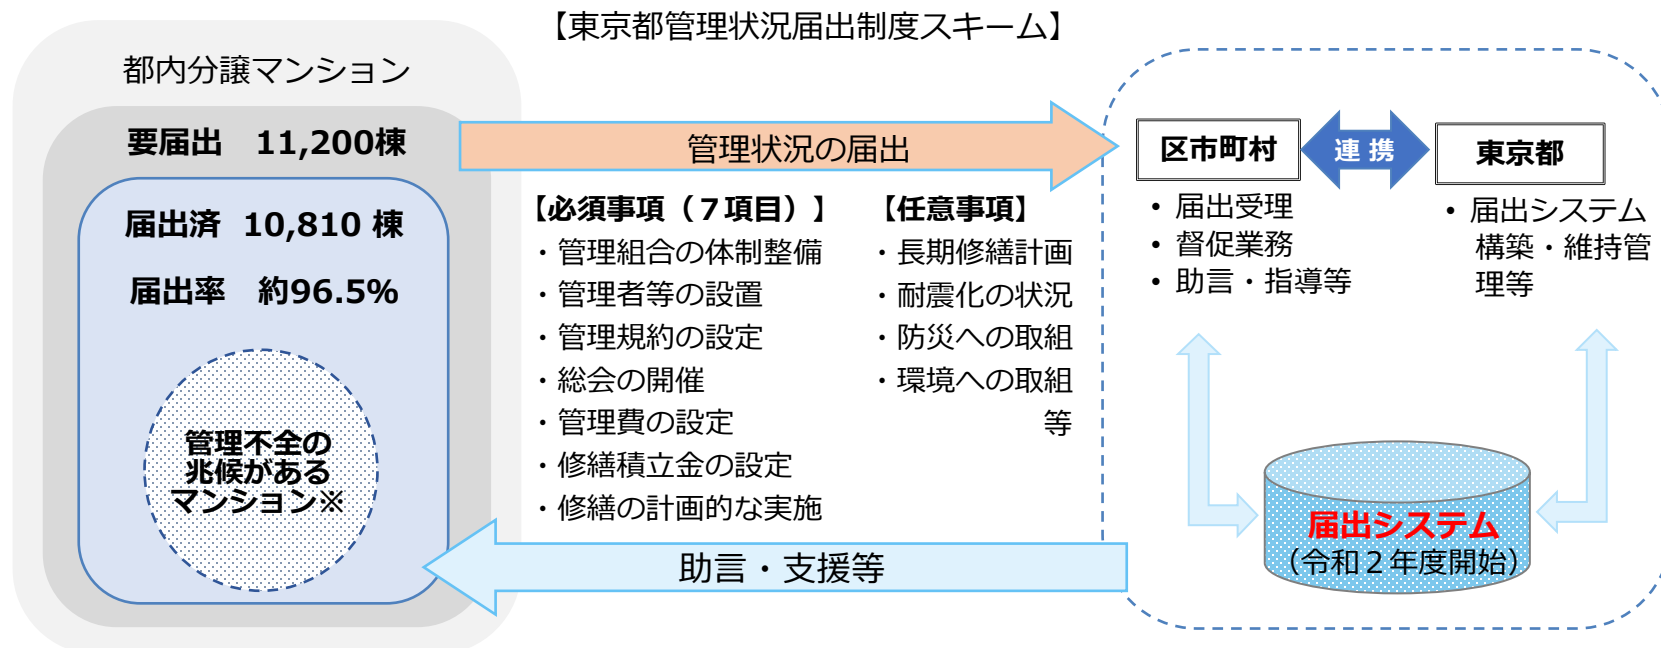 【東京都管理状況届出制度スキーム】
都内分譲マンション
要届出　11,200棟
届出済 10,810 棟
届出率　約96.5%
管理不全の
兆候がある
マンション※
管理状況の届出
【必須事項（７項目）】
・管理組合の体制整備
・管理者等の設置
・管理規約の設定
・総会の開催
・管理費の設定
・修繕積立金の設定
・修繕の計画的な実施
【任意事項】
・長期修繕計画
・耐震化の状況
・防災への取組
・環境への取組
等
助言・支援等
区市町村
連 携
東京都
• 届出受理
• 督促業務
• 助言・指導等
• 届出システム
構築・維持管
理等
届出システム
（令和２年度開始）